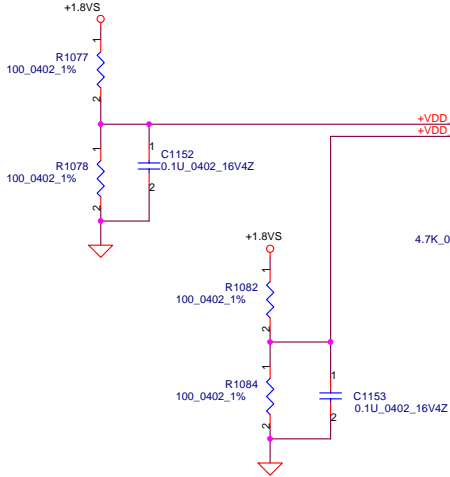 +1.8VS
1
R1077
100_0402_1%
2
+VDD
+VDD
1
R1078
100_0402_1%
2
1
C1152
0.1U_0402_16V4Z
2
+1.8VS
4.7K_0
1
R1082
100_0402_1%
2
1
R1084
100_0402_1%
2
1
C1153
0.1U_0402_16V4Z
2